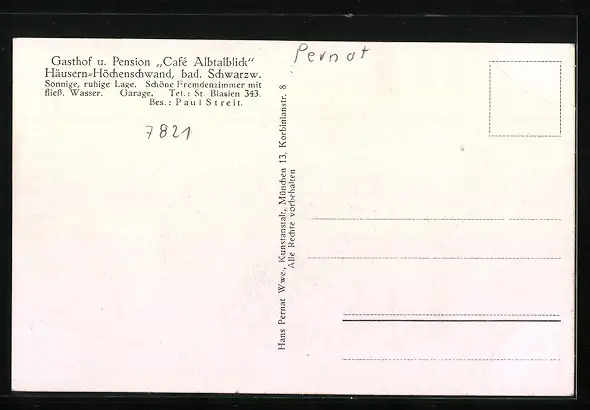 Gasthof u. Pension „Café Albtalblick"
Häusern-Höchenschwand, bad. Schwarzw.
Sonnige, ruhige Lage. Schöne Fremdenzimmer mit
fließ. Wasser. Garage. Tel.: St. Blasien 343.
Bes.: Paul Streit.
7821
Pernat
Hans Pernat Wwe., Kunstanstalt, München 13, Korbinianstr. 8
Alle Rechte vorbehalten